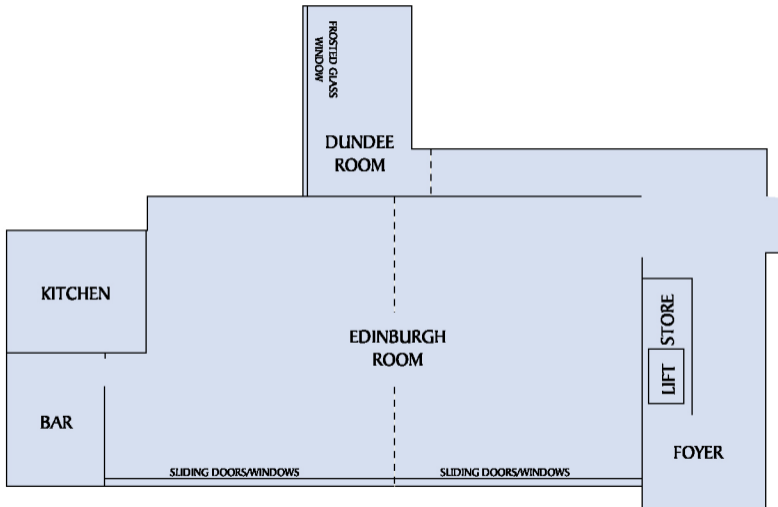 FROSTED GLASS
WINDOW
DUNDEE
ROOM
KITCHEN
EDINBURGH
ROOM
STORE
LIFT
BAR
FOYER
SLIDING DOORS/WINDOWS
SLIDING DOORS/WINDOWS